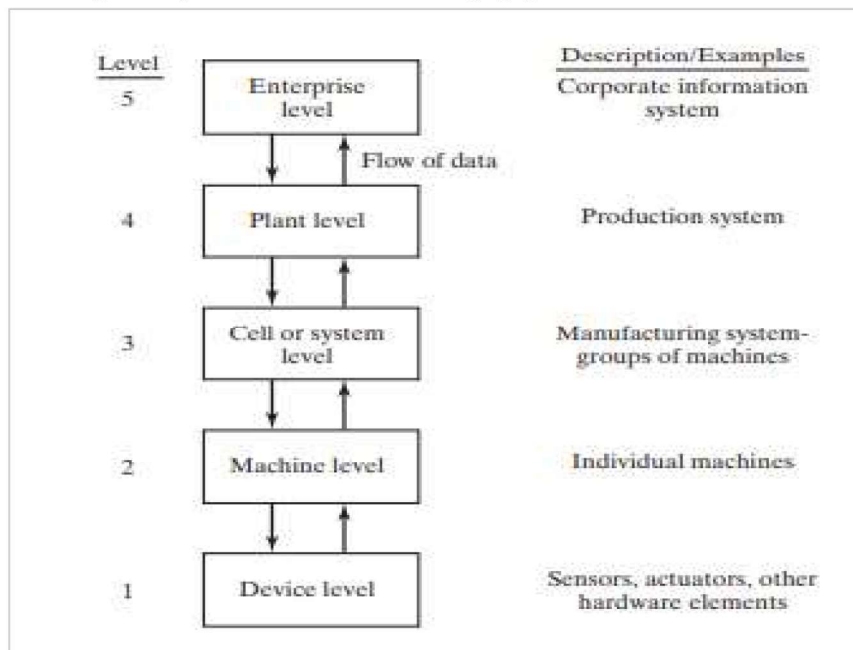 Level
Description/Examples
5
Enterprise
level
Corporate information
system
Flow of data
4
Plant level
Production system
3
Cell or system
level
Manufacturing system-
groups of machines
2
Machine level
Individual machines
1
Device level
Sensors, actuators, other
hardware elements